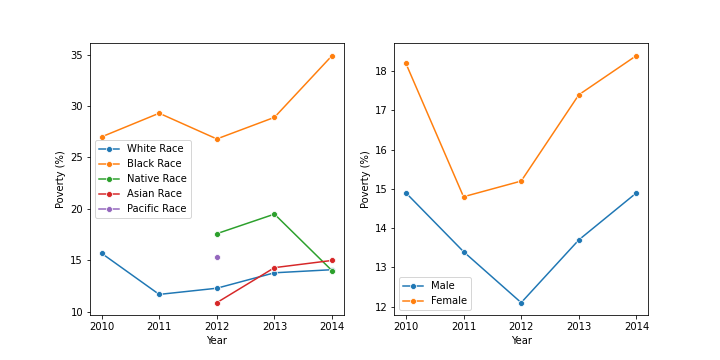 35
30
25
20
15
10
Poverty (%)
White Race
Black Race
Native Race
Asian Race
Pacific Race
2010 2011 2012 2013 2014
Year
18
17
16
15
14
13
12
Poverty (%)
Male
Female
2010 2011 2012 2013 2014
Year